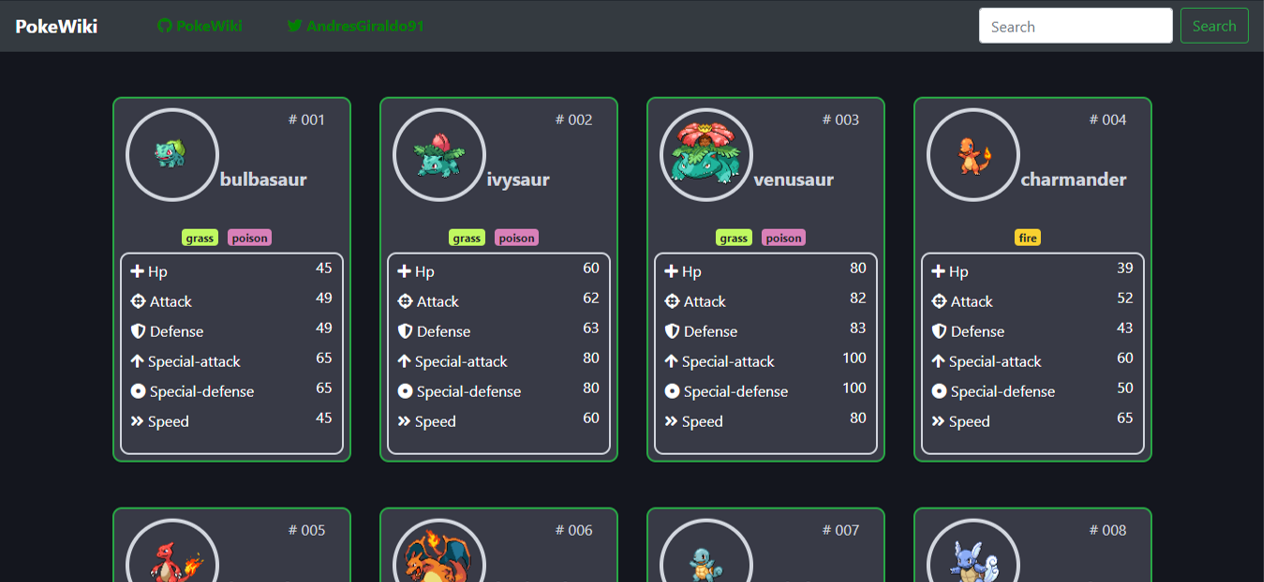 PokeWiki PokeWiki AndresGiraldo91 Search Search
# 001
bulbasaur
grass poison
Hp 45
Attack 49
Defense 49
Special-attack 65
Special-defense 65
Speed 45
# 002
ivysaur
grass poison
Hp 60
Attack 62
Defense 63
Special-attack 80
Special-defense 80
Speed 60
# 003
venusaur
grass poison
Hp 80
Attack 82
Defense 83
Special-attack 100
Special-defense 100
Speed 80
# 004
charmander
fire
Hp 39
Attack 52
Defense 43
Special-attack 60
Special-defense 50
Speed 65
# 005
# 006
# 007
# 008